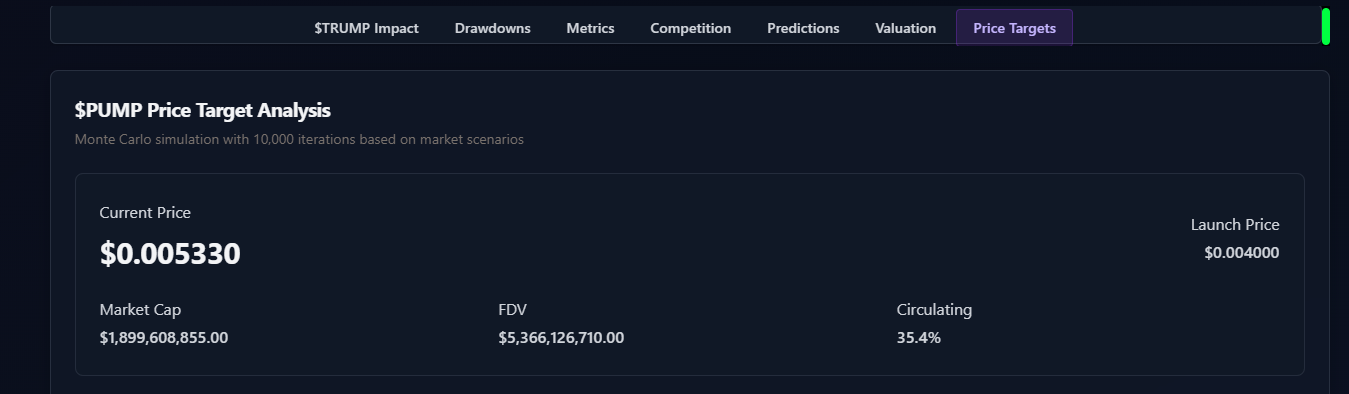 $TRUMP Impact Drawdowns Metrics Competition Predictions Valuation Price Targets
$PUMP Price Target Analysis
Monte Carlo simulation with 10,000 iterations based on market scenarios
Current Price
$0.005330
Launch Price
$0.004000
Market Cap
$1,899,608,855.00
FDV
$5,366,126,710.00
Circulating
35.4%